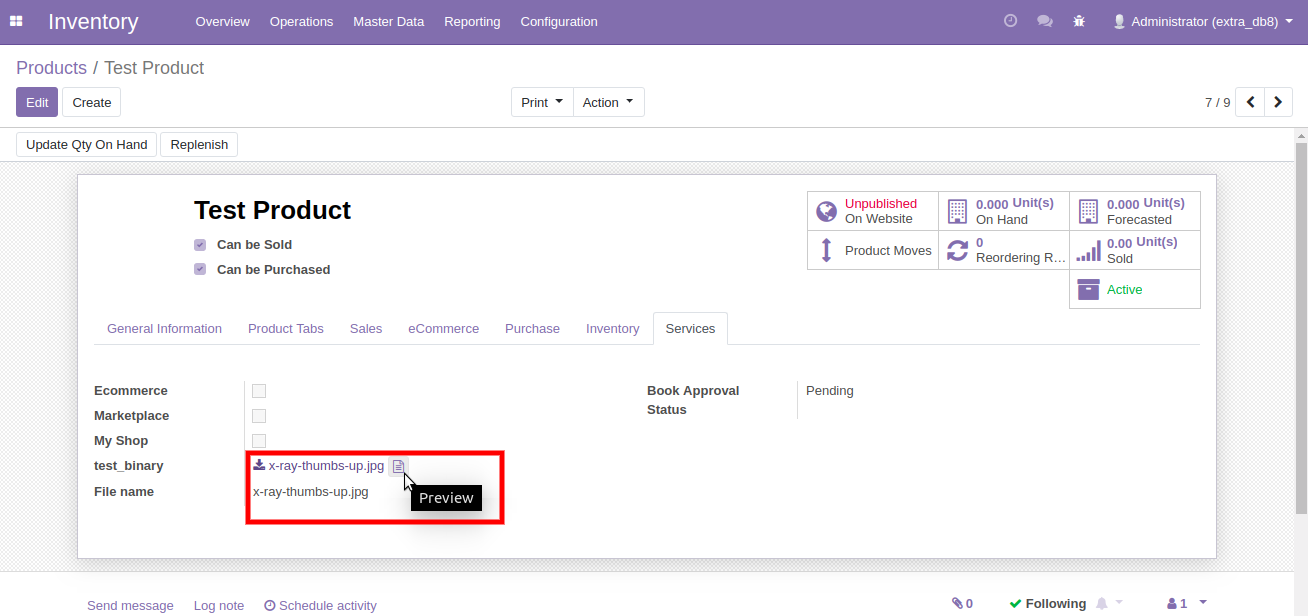 Inventory Overview Operations Master Data Reporting Configuration Administrator (extra_db8)
Products / Test Product
Edit Create Print Action 7 / 9
Update Qty On Hand Replenish
Test Product
Can be Sold
Can be Purchased
Unpublished
On Website
0.000 Unit(s)
On Hand
0.000 Unit(s)
Forecasted
Product Moves
0
Reordering R...
0.00 Unit(s)
Sold
Active
General Information Product Tabs Sales eCommerce Purchase Inventory Services
Ecommerce
Marketplace
My Shop
test_binary x-ray-thumbs-up.jpg
File name x-ray-thumbs-up.jpg
Preview
Book Approval
Status
Pending
Send message Log note Schedule activity 0 Following 1